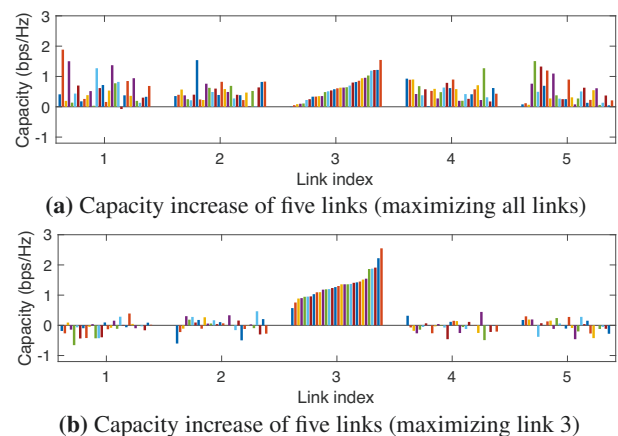 3
2
1
0
-1
Capacity (bps/Hz)
1 2 3 4 5
Link index
(a) Capacity increase of five links (maximizing all links)
3
2
1
0
-1
Capacity (bps/Hz)
1 2 3 4 5
Link index
(b) Capacity increase of five links (maximizing link 3)